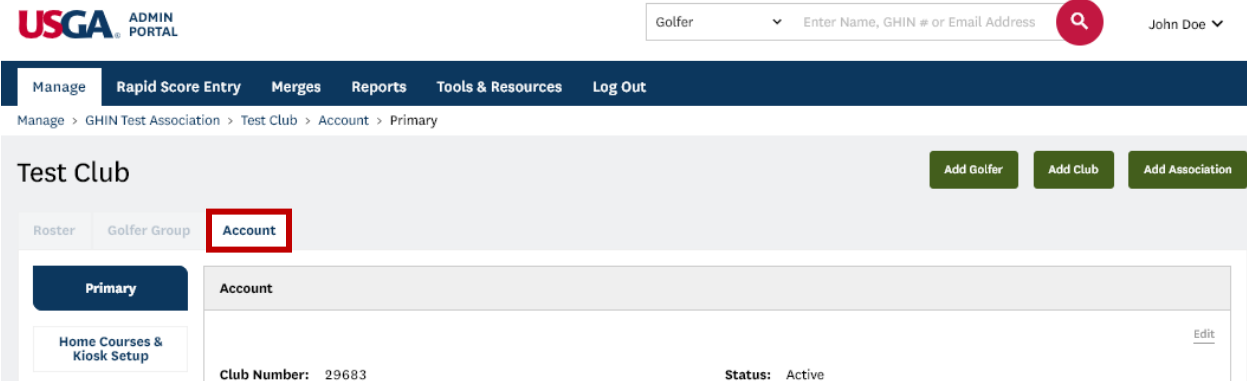 USGA. ADMIN PORTAL
Golfer Enter Name, GHIN # or Email Address John Doe
Manage Rapid Score Entry Merges Reports Tools & Resources Log Out
Manage > GHIN Test Association > Test Club > Account > Primary
Test Club Add Golfer Add Club Add Association
Roster Golfer Group Account
Primary Account
Home Courses &
Kiosk Setup
Edit
Club Number: 29683 Status: Active